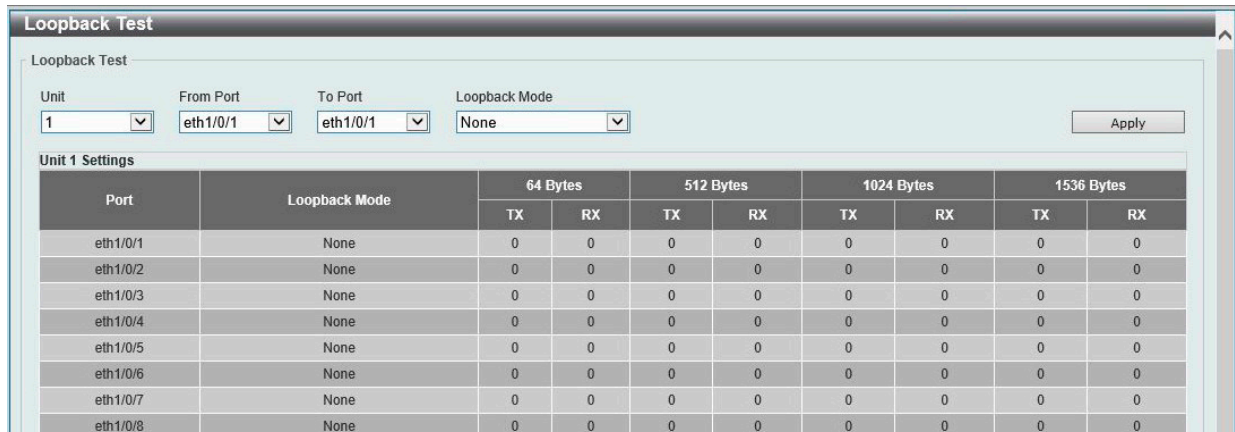 Loopback Test
Loopback Test
Unit From Port To Port Loopback Mode
1 eth1/0/1 eth1/0/1 None Apply
Unit 1 Settings
Port Loopback Mode 64 Bytes 512 Bytes 1024 Bytes 1536 Bytes
TX RX TX RX TX RX TX RX
eth1/0/1 None 0 0 0 0 0 0 0 0
eth1/0/2 None 0 0 0 0 0 0 0 0
eth1/0/3 None 0 0 0 0 0 0 0 0
eth1/0/4 None 0 0 0 0 0 0 0 0
eth1/0/5 None 0 0 0 0 0 0 0 0
eth1/0/6 None 0 0 0 0 0 0 0 0
eth1/0/7 None 0 0 0 0 0 0 0 0
eth1/0/8 None 0 0 0 0 0 0 0 0